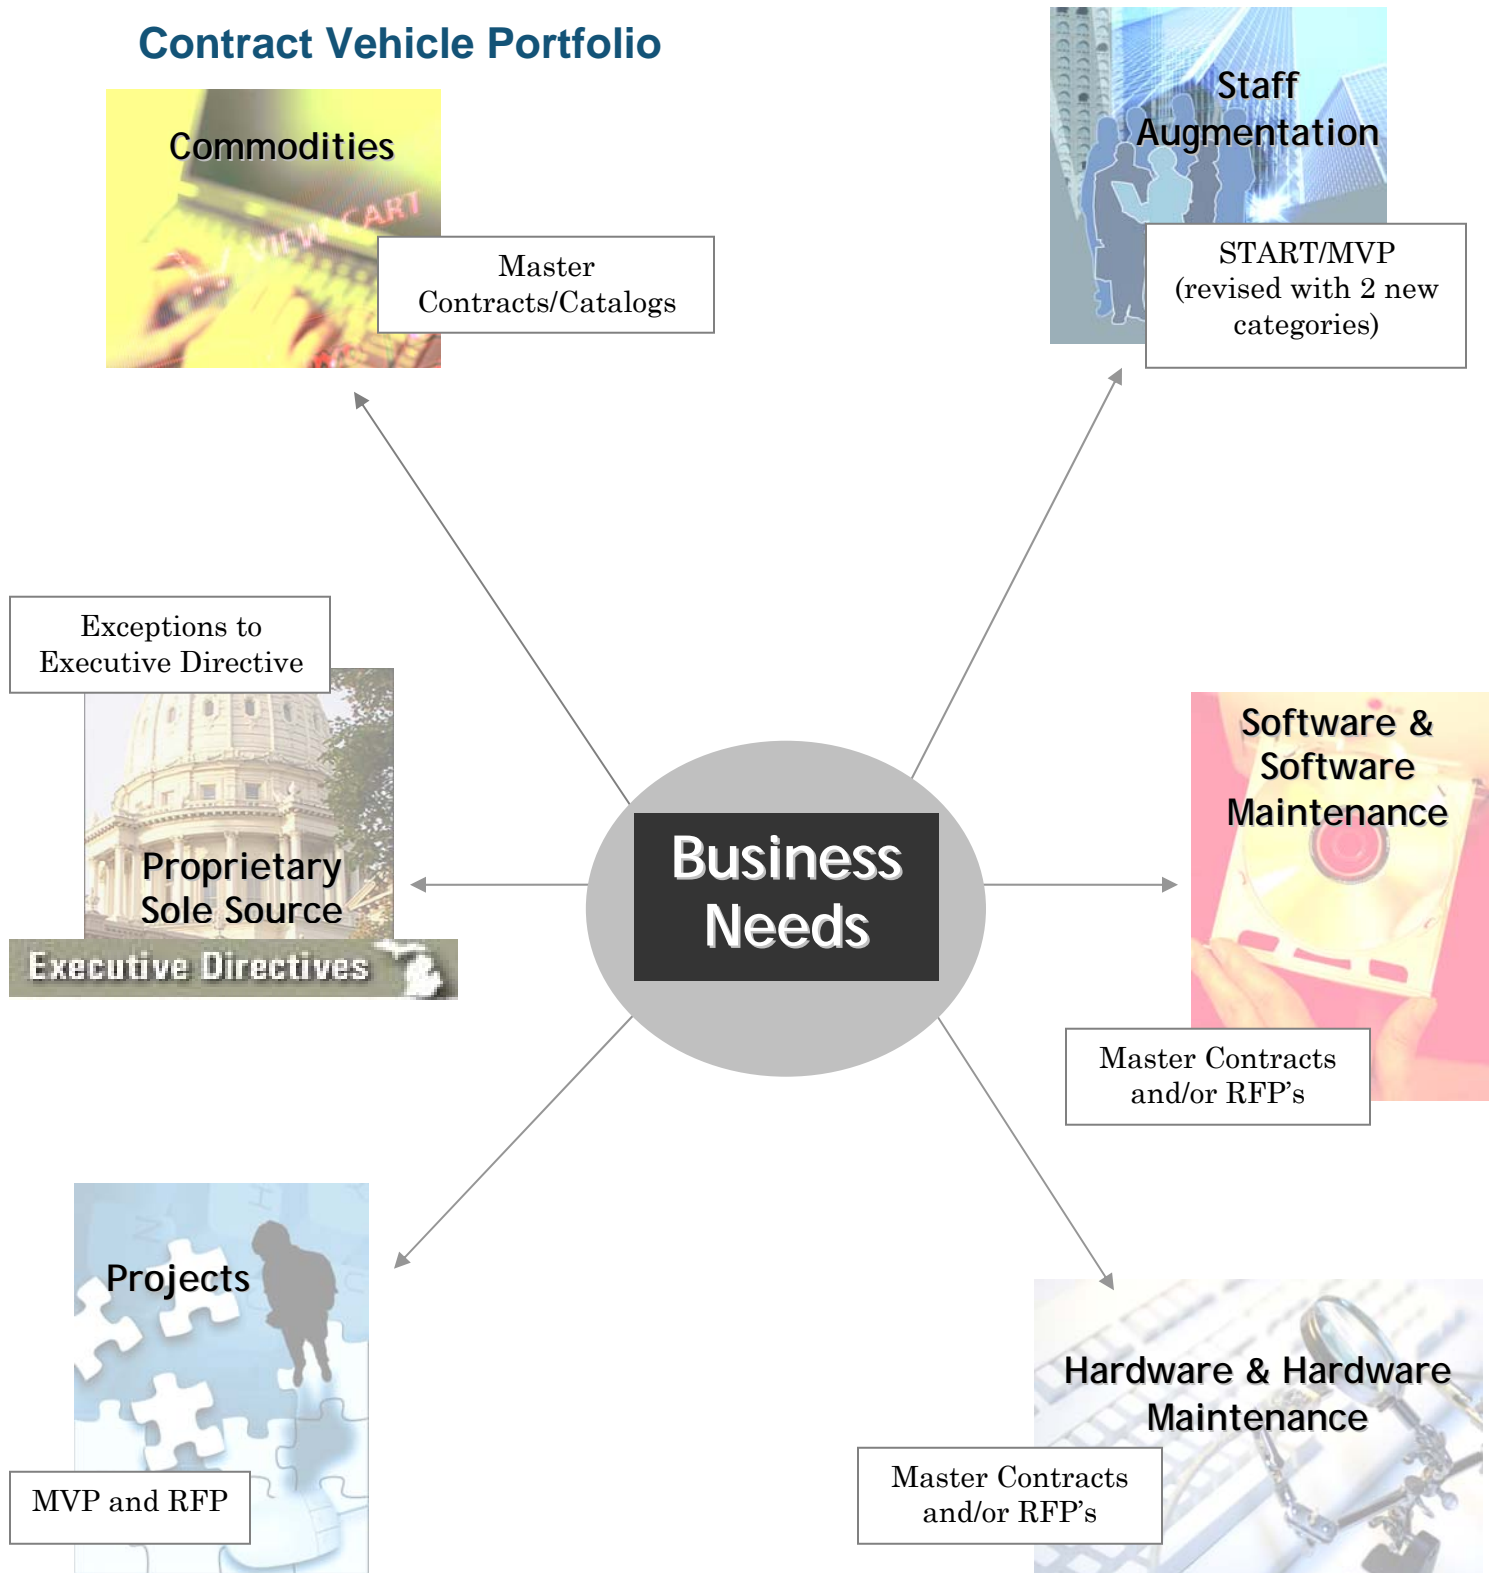 Contract Vehicle Portfolio
Commodities
VIEW CART
Master
Contracts/Catalogs
Staff
Augmentation
START/MVP
(revised with 2 new
categories)
Exceptions to
Executive Directive
Proprietary
Sole Source
Executive Directives
Business
Needs
Software &
Software
Maintenance
Master Contracts
and/or RFP’s
Projects
MVP and RFP
Hardware & Hardware
Maintenance
Master Contracts
and/or RFP’s